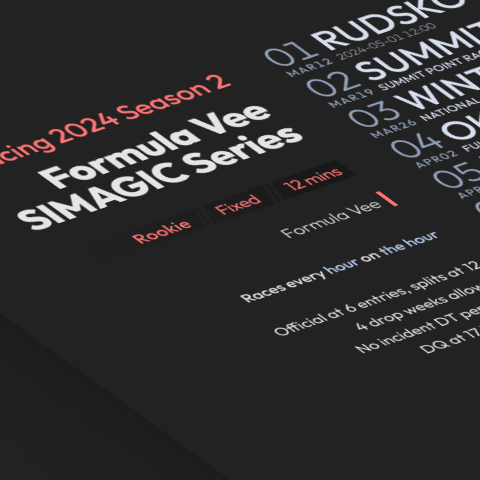 cing 2024 Season 2
Formula Vee
SIMAGIC Series
Rookie Fixed 12 mins
Formula Vee
Races every hour on the hour
Official at 6 entries, splits at 12
4 drop weeks allow
No incident DT pe
DQ at 17
01 RUDSKO
MAR12 2024-05-01 12:00
02 SUMMIT
MAR19 SUMMIT POINT RA
03 WINT
MAR26 NATIONAL
04 OK
APR02 FU
05
APR